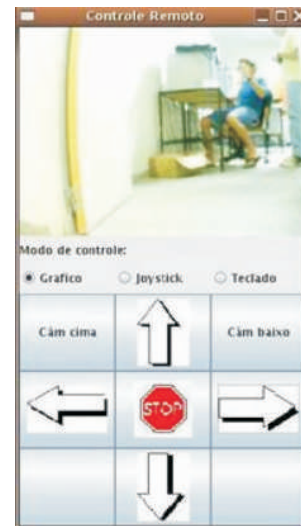 Controle Remoto
Modo de controle:
Grafico Joystick Teclado
Câm cima Câm baixo
STOP